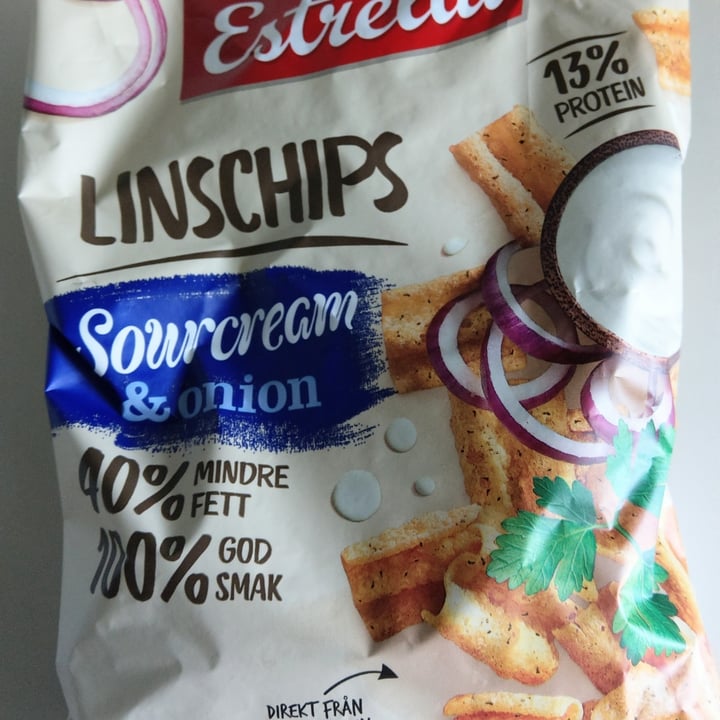 Estrella
13%
PROTEIN
LINSCHIPS
Sourcream
& onion
40% MINDRE
FETT
100% GOD
SMAK
DIREKT FRÅN